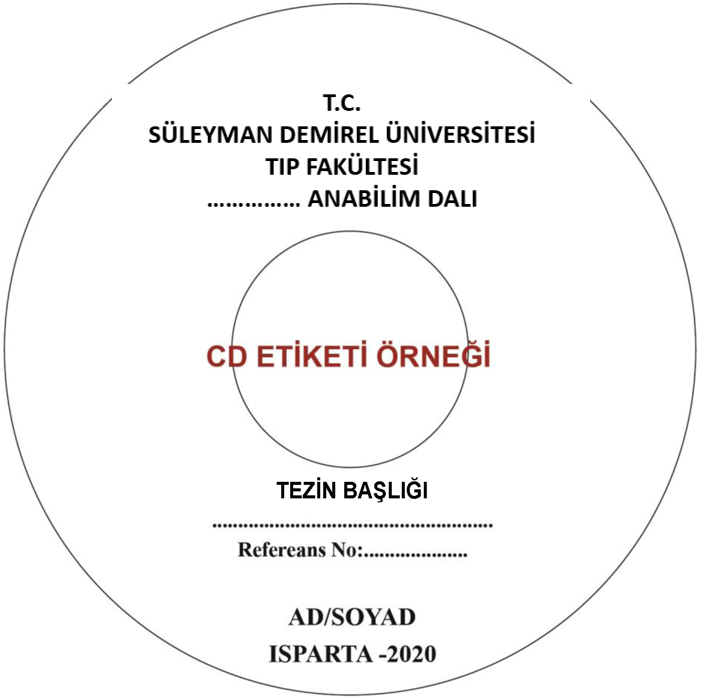 T.C.
SÜLEYMAN DEMİREL ÜNİVERSİTESİ
TIP FAKÜLTESİ
…………… ANABİLİM DALI
CD ETİKETİ ÖRNEĞİ
TEZİN BAŞLIĞI
......................................................
Refereans No:....................
AD/SOYAD
ISPARTA -2020